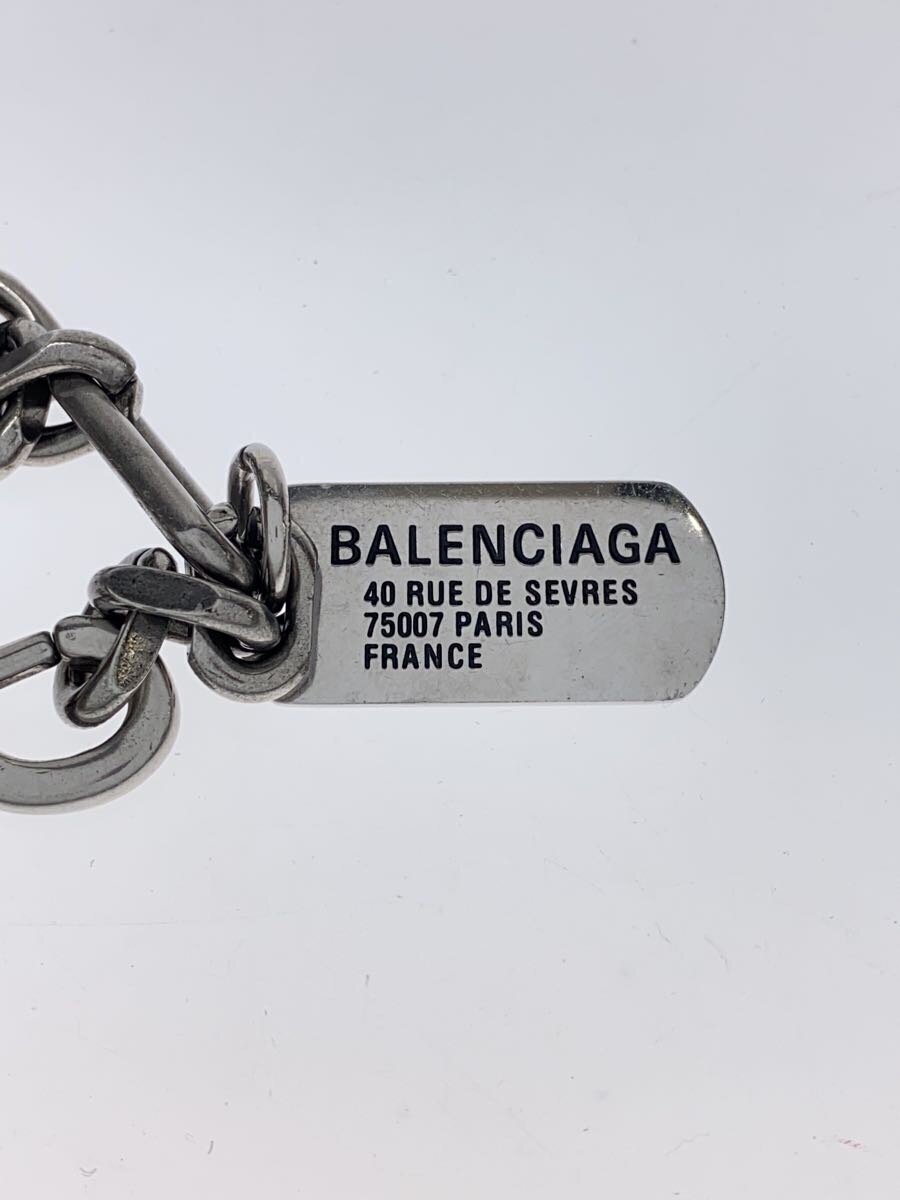 BALENCIAGA
40 RUE DE SEVRES
75007 PARIS
FRANCE